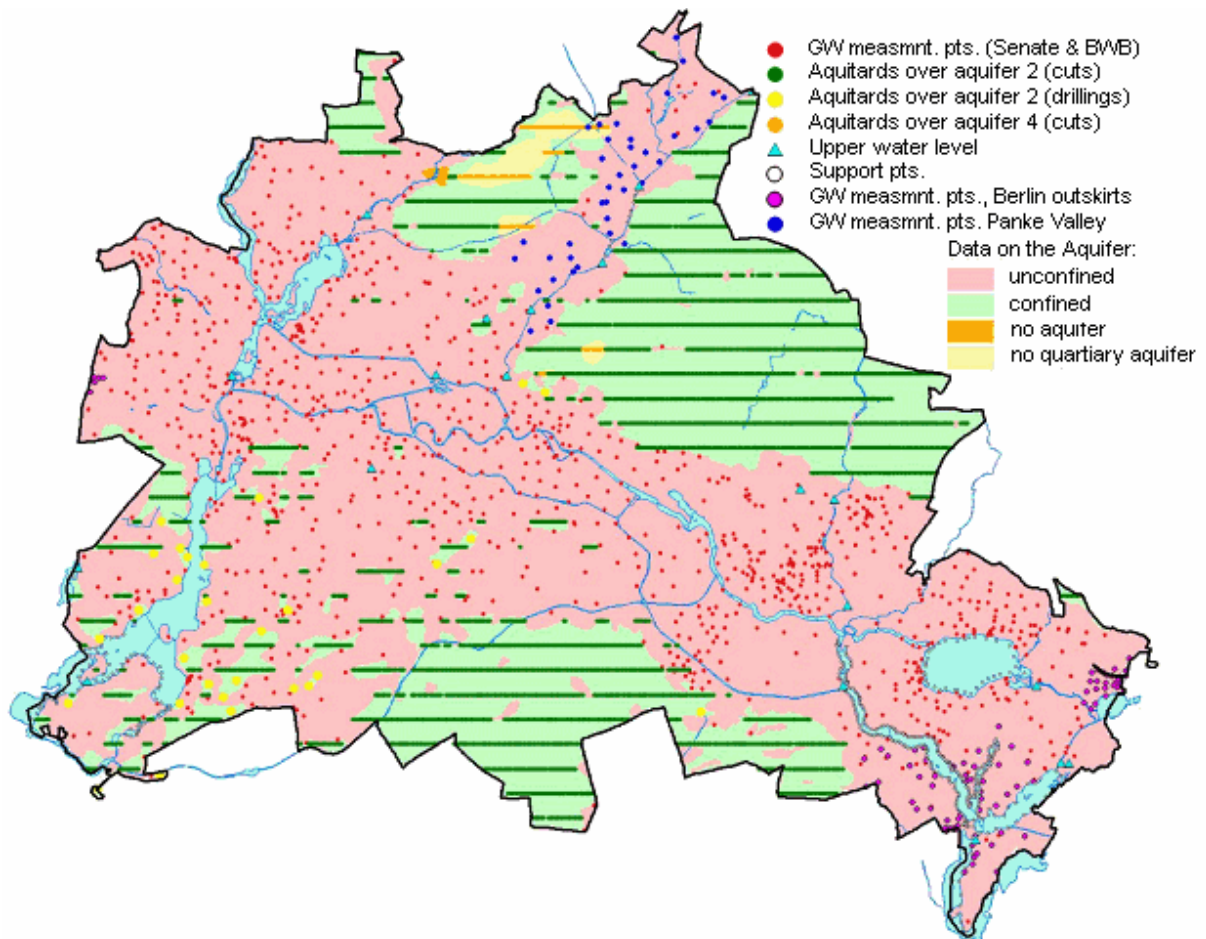 GW measmnt. pts. (Senate & BWB)
Aquitards over aquifer 2 (cuts)
Aquitards over aquifer 2 (drillings)
Aquitards over aquifer 4 (cuts)
Upper water level
Support pts.
GW measmnt. pts., Berlin outskirts
GW measmnt. pts. Panke Valley
Data on the Aquifer:
unconfined
confined
no aquifer
no quartiary aquifer